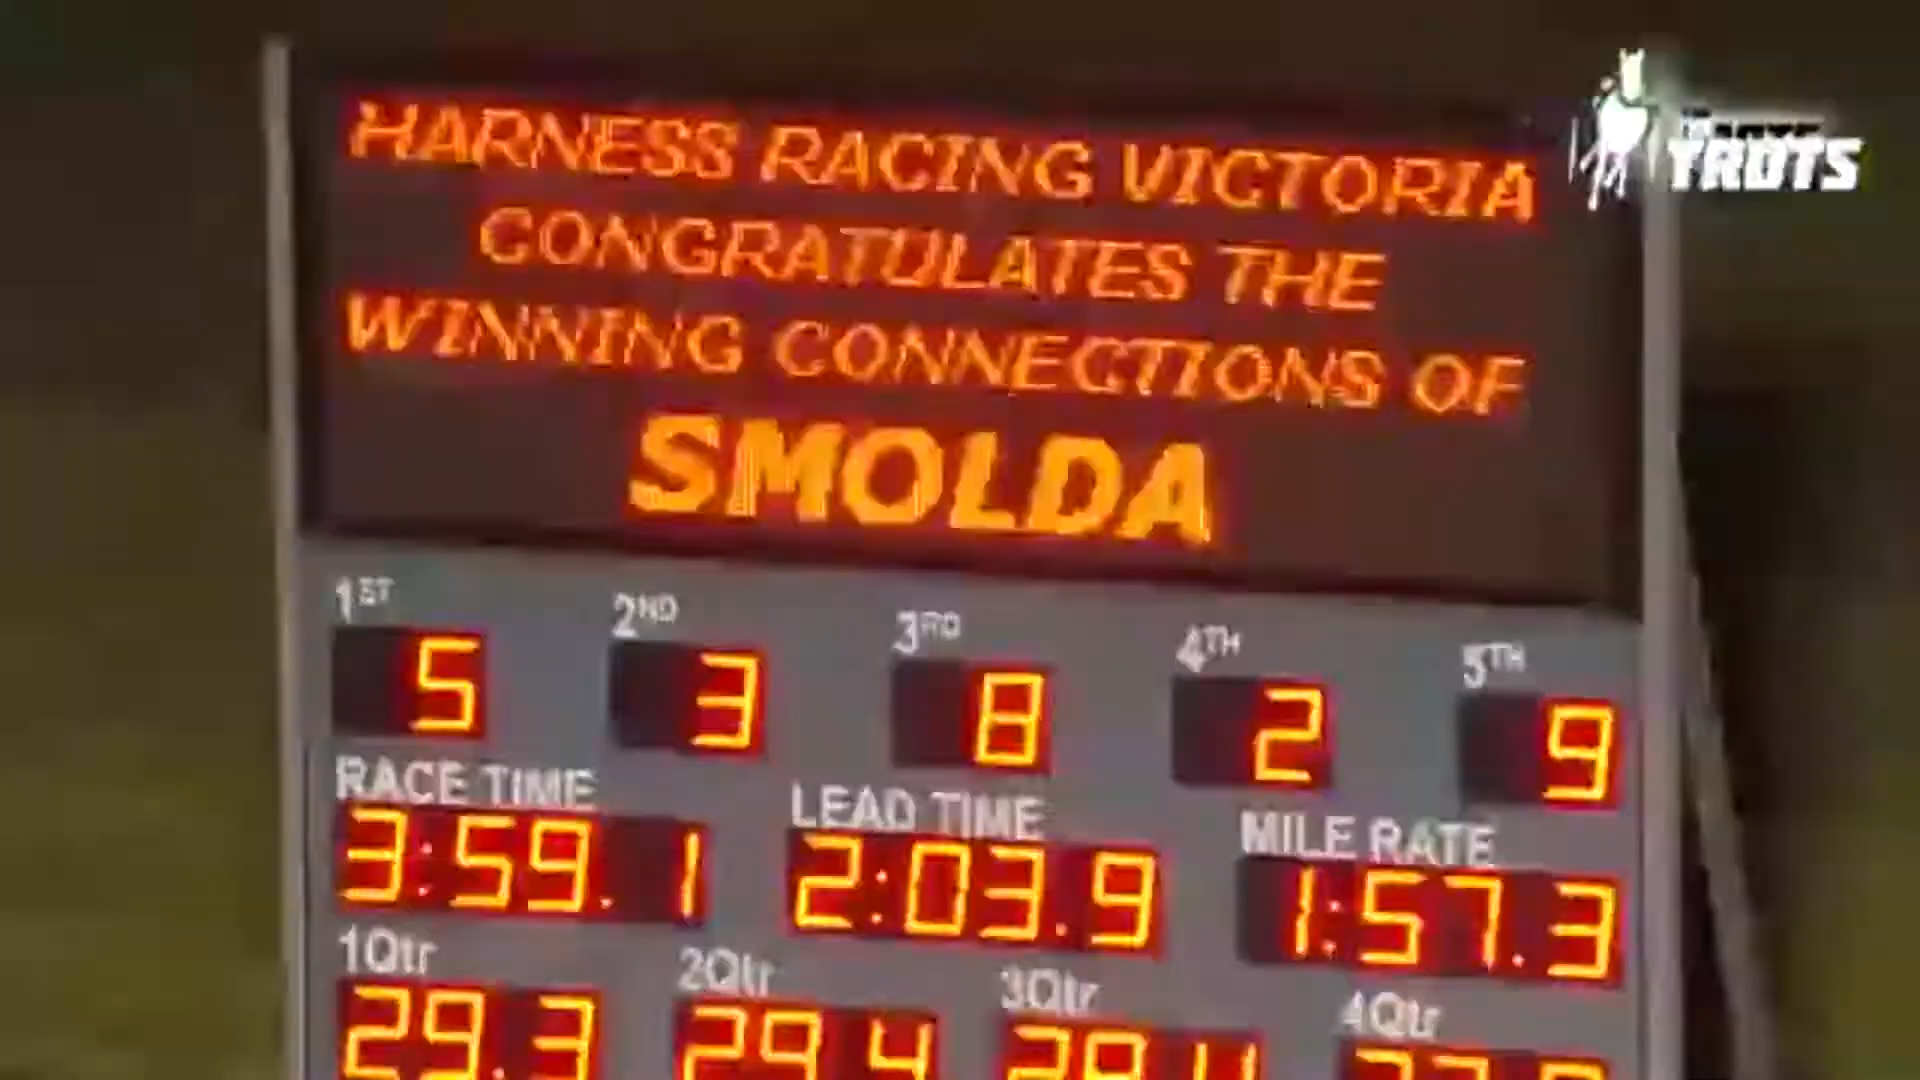 HARNESS RACING VICTORIA
CONGRATULATES THE
WINNING CONNECTIONS OF
SMOLDA
TROTS
1ST 2ND 3RD 4TH 5TH
5 3 8 2 9
RACE TIME LEAD TIME MILE RATE
3:59.1 2:03.9 1:57.3
1Qtr 2Qtr 3Qtr 4Qtr
29.3 29.4